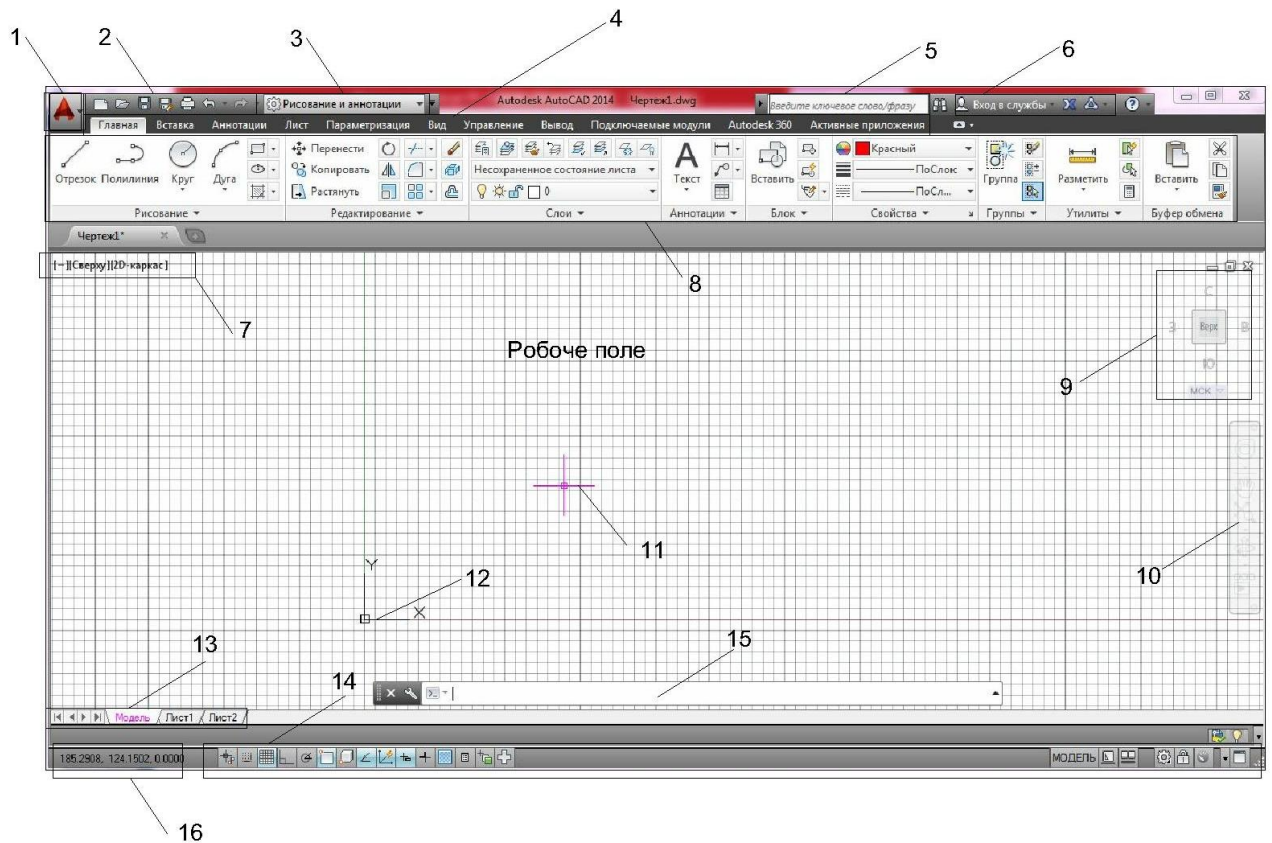 1
2
3
4
5
6
Рисование и аннотации
Autodesk AutoCAD 2014 Чертеж1.dwg
Введите ключевое слово/фразу
Вход в службы
Главная Вставка Аннотации Лист Параметризация Вид Управление Вывод Подключаемые модули Autodesk 360 Активные приложения
Отрезок Полилиния Круг Дуга
Перенести
Копировать
Растянуть
Несохраненное состояние листа
0
Текст
Вставить
Красный
ПоСлою
ПоСл...
Группа
Разметить
Вставить
Рисование Редактирование Слои Аннотации Блок Свойства Группы Утилиты Буфер обмена
Чертеж1*
[−][Сверху][2D-каркас]
7
8
С
З
Верх
В
Ю
МСК
9
Робоче поле
10
11
Y
X
12
13
14
15
Модель Лист1 Лист2
185.2908, 124.1502, 0.0000
МОДЕЛЬ
16